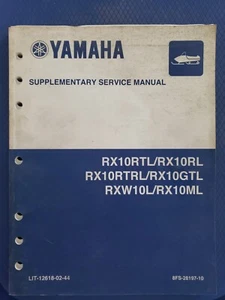 YAMAHA
SUPPLEMENTARY SERVICE MANUAL
RX10RTL/RX10RL
RX10RTRL/RX10GTL
RXW10L/RX10ML
LIT-12618-02-44
8FS-28197-10